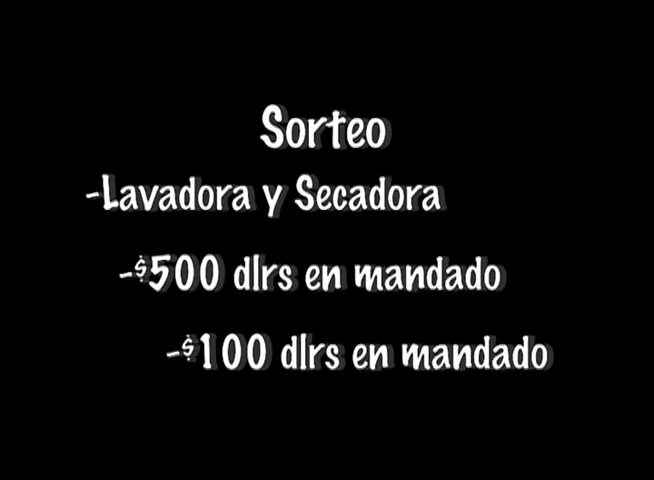 Sorteo
-Lavadora y Secadora
-$500 dlrs en mandado
-$100 dlrs en mandado